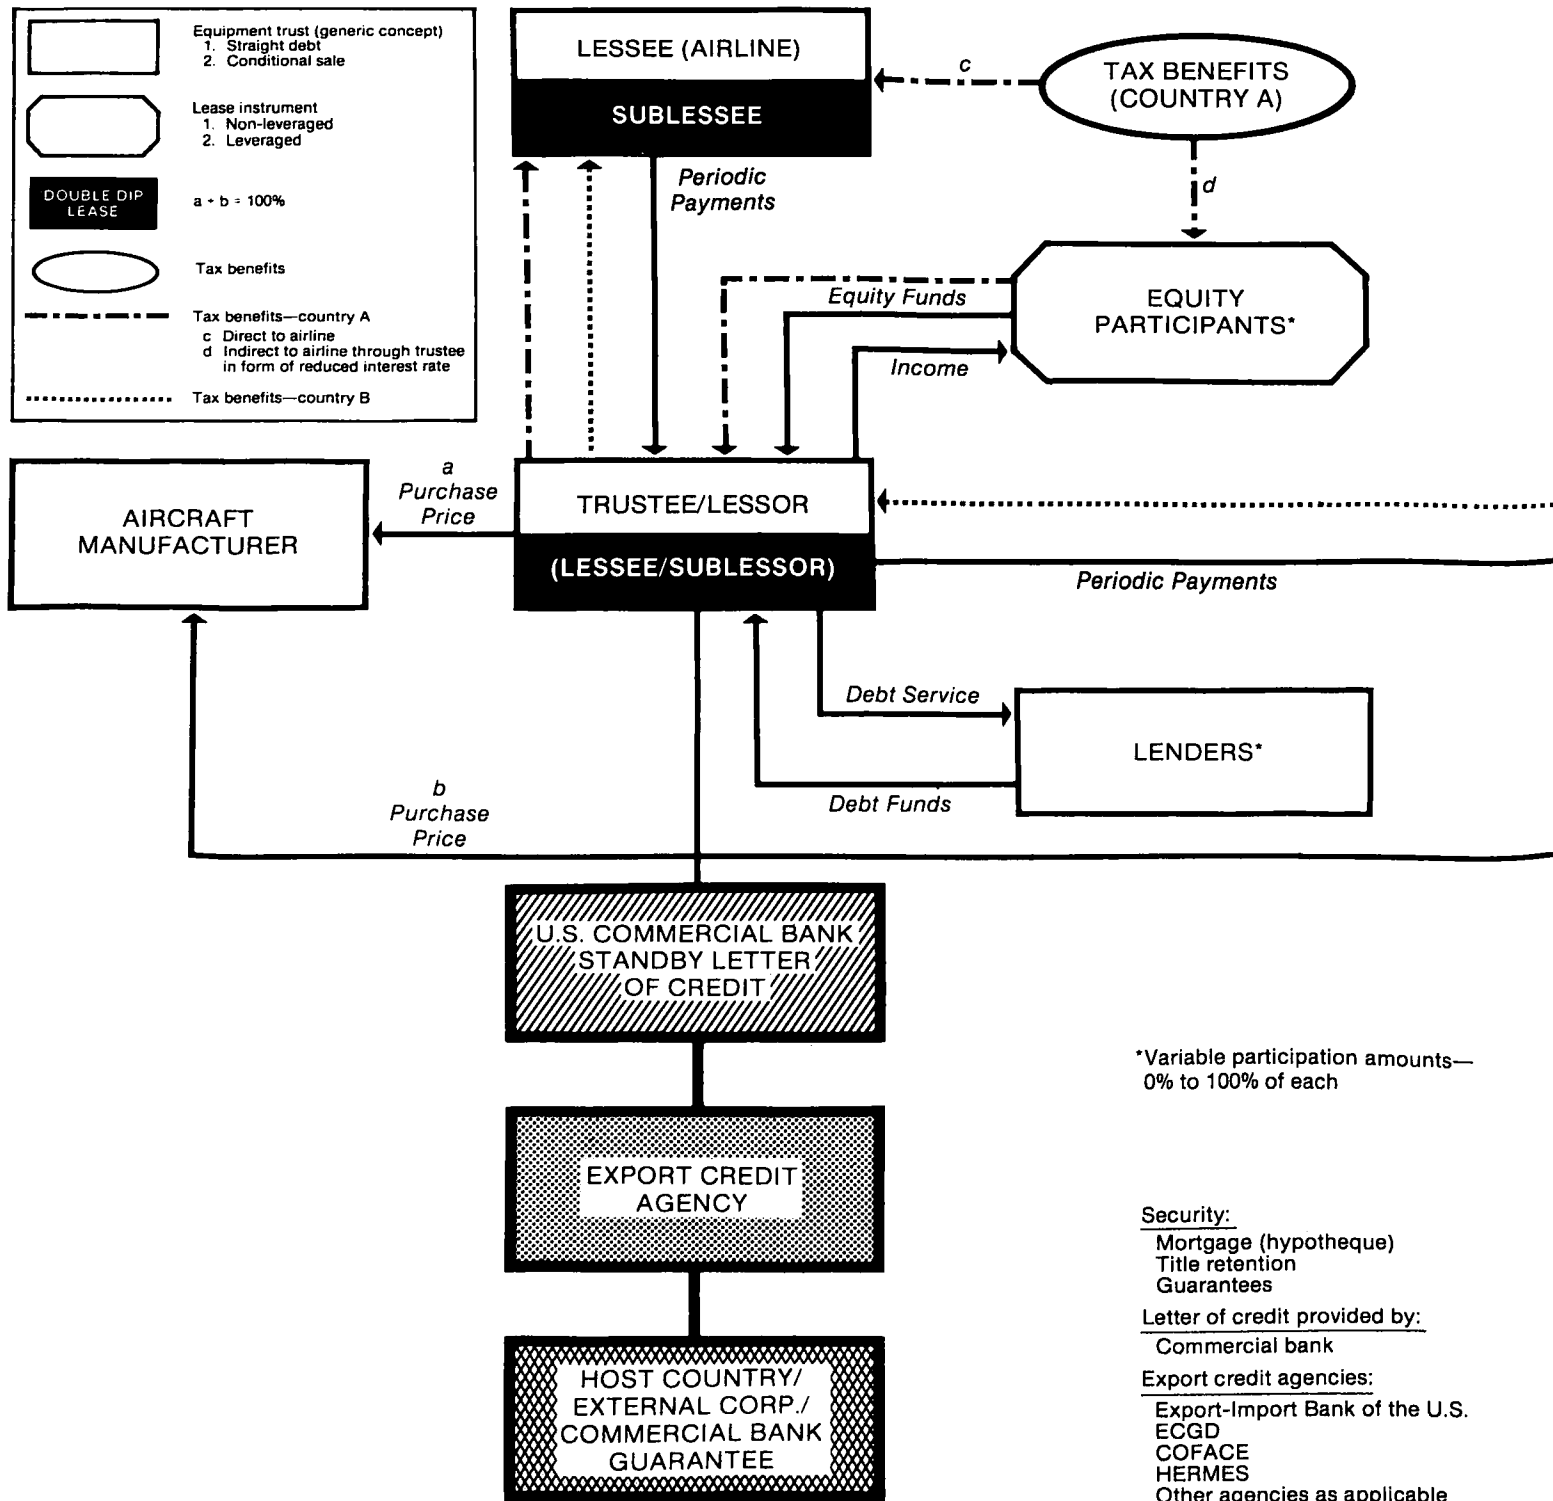 Equipment trust (generic concept)
1. Straight debt
2. Conditional sale
Lease instrument
1. Non-leveraged
2. Leveraged
DOUBLE DIP
LEASE
a + b = 100%
Tax benefits
Tax benefits—country A
c Direct to airline
d Indirect to airline through trustee
in form of reduced interest rate
Tax benefits—country B
LESSEE (AIRLINE)
SUBLESSEE
c
TAX BENEFITS
(COUNTRY A)
d
Periodic
Payments
Equity Funds
Income
EQUITY
PARTICIPANTS*
AIRCRAFT
MANUFACTURER
a
Purchase
Price
TRUSTEE/LESSOR
(LESSEE/SUBLESSOR)
Periodic Payments
Debt Service
LENDERS*
Debt Funds
b
Purchase
Price
U.S. COMMERCIAL BANK
STANDBY LETTER
OF CREDIT
EXPORT CREDIT
AGENCY
HOST COUNTRY/
EXTERNAL CORP./
COMMERCIAL BANK
GUARANTEE
*Variable participation amounts—
0% to 100% of each
Security:
Mortgage (hypotheque)
Title retention
Guarantees
Letter of credit provided by:
Commercial bank
Export credit agencies:
Export-Import Bank of the U.S.
ECGD
COFACE
HERMES
Other agencies as applicable